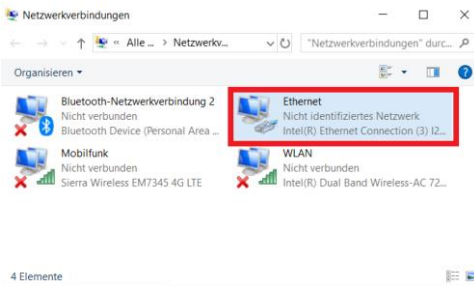 Netzwerkverbindungen
« Alle ... > Netzwerkv...
"Netzwerkverbindungen" durc...
Organisieren
Bluetooth-Netzwerkverbindung 2
Nicht verbunden
Bluetooth Device (Personal Area ...
Ethernet
Nicht identifiziertes Netzwerk
Intel(R) Ethernet Connection (3) I2...
Mobilfunk
Nicht verbunden
Sierra Wireless EM7345 4G LTE
WLAN
Nicht verbunden
Intel(R) Dual Band Wireless-AC 72...
4 Elemente